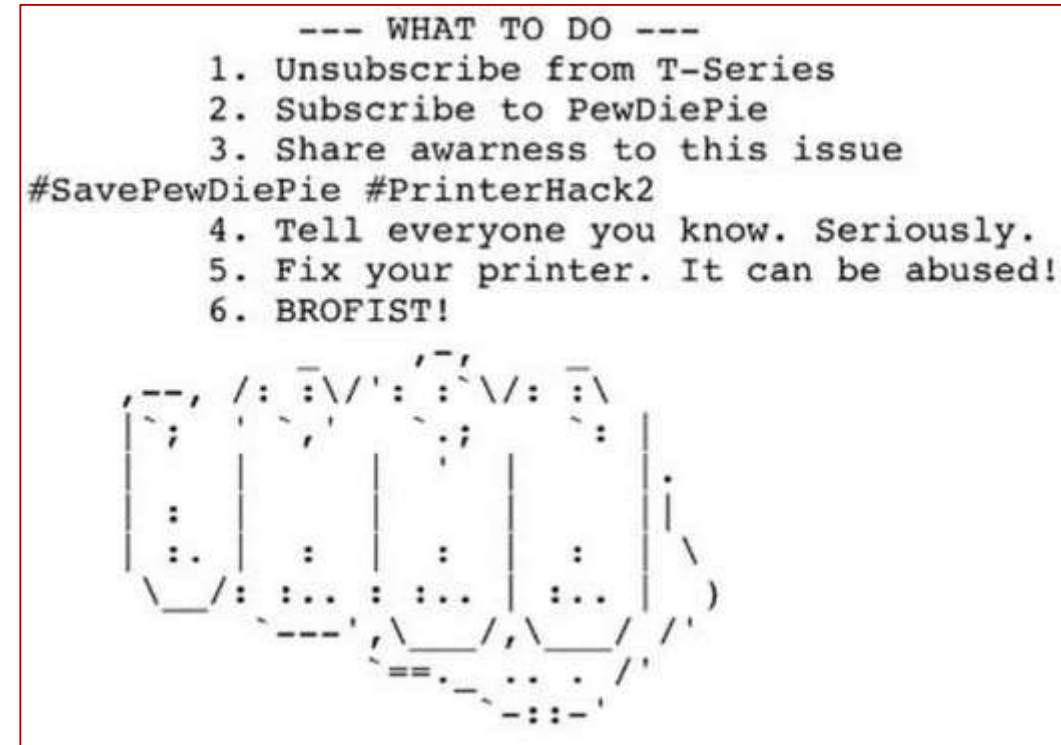 --- WHAT TO DO ---
1. Unsubscribe from T-Series
2. Subscribe to PewDiePie
3. Share awarness to this issue
#SavePewDiePie #PrinterHack2
4. Tell everyone you know. Seriously.
5. Fix your printer. It can be abused!
6. BROFIST!